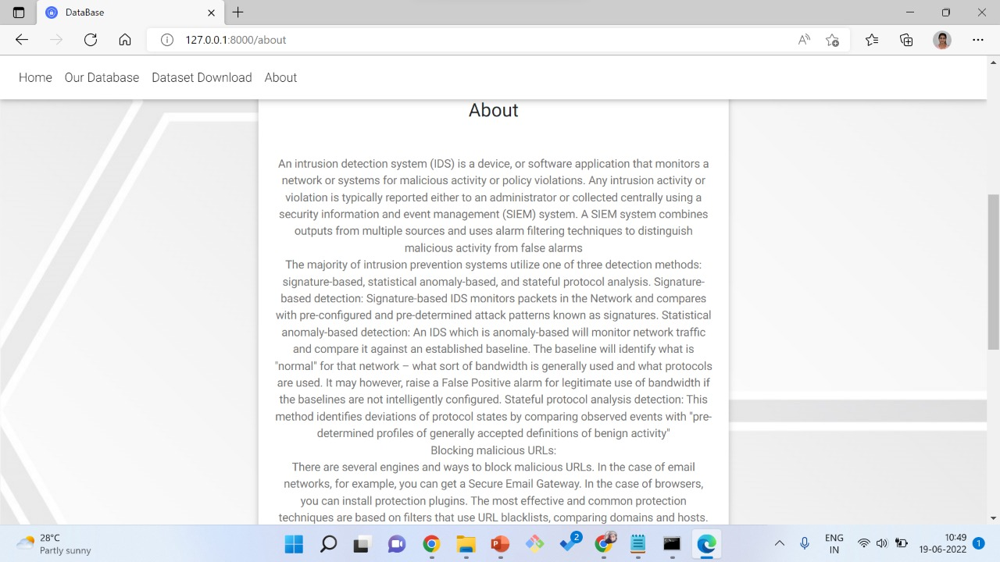 DataBase
127.0.0.1:8000/about
Home Our Database Dataset Download About
About
An intrusion detection system (IDS) is a device, or software application that monitors a
network or systems for malicious activity or policy violations. Any intrusion activity or
violation is typically reported either to an administrator or collected centrally using a
security information and event management (SIEM) system. A SIEM system combines
outputs from multiple sources and uses alarm filtering techniques to distinguish
malicious activity from false alarms
The majority of intrusion prevention systems utilize one of three detection methods:
signature-based, statistical anomaly-based, and stateful protocol analysis. Signature-
based detection: Signature-based IDS monitors packets in the Network and compares
with pre-configured and pre-determined attack patterns known as signatures. Statistical
anomaly-based detection: An IDS which is anomaly-based will monitor network traffic
and compare it against an established baseline. The baseline will identify what is
"normal" for that network – what sort of bandwidth is generally used and what protocols
are used. It may however, raise a False Positive alarm for legitimate use of bandwidth if
the baselines are not intelligently configured. Stateful protocol analysis detection: This
method identifies deviations of protocol states by comparing observed events with "pre-
determined profiles of generally accepted definitions of benign activity"
Blocking malicious URLs:
There are several engines and ways to block malicious URLs. In the case of email
networks, for example, you can get a Secure Email Gateway. In the case of browsers,
you can install protection plugins. The most effective and common protection
techniques are based on filters that use URL blacklists, comparing domains and hosts.
28°C
Partly sunny
2
ENG
IN
10:49
19-06-2022
1